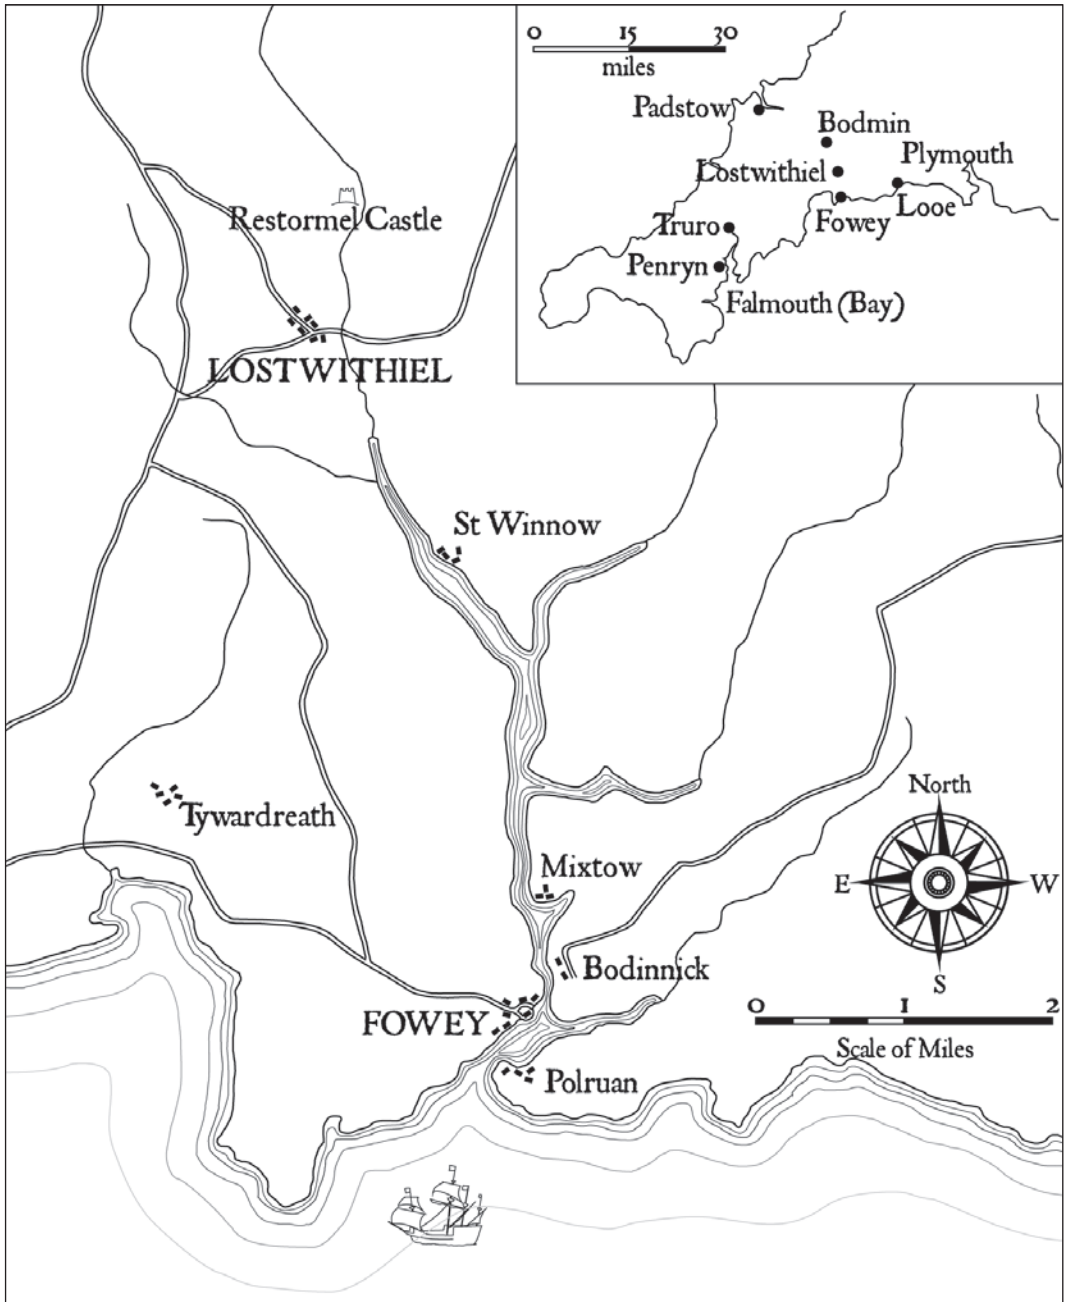 0 15 30
miles
Padstow
Bodmin
Plymouth
Lostwithiel
Looe
Fowey
Truro
Penryn
Falmouth (Bay)
Restormel Castle
LOSTWITHIEL
St Winnow
Tywardreath
North
Mixtow
E W
Bodinnick
S
FOWEY
0 1 2
Scale of Miles
Polruan